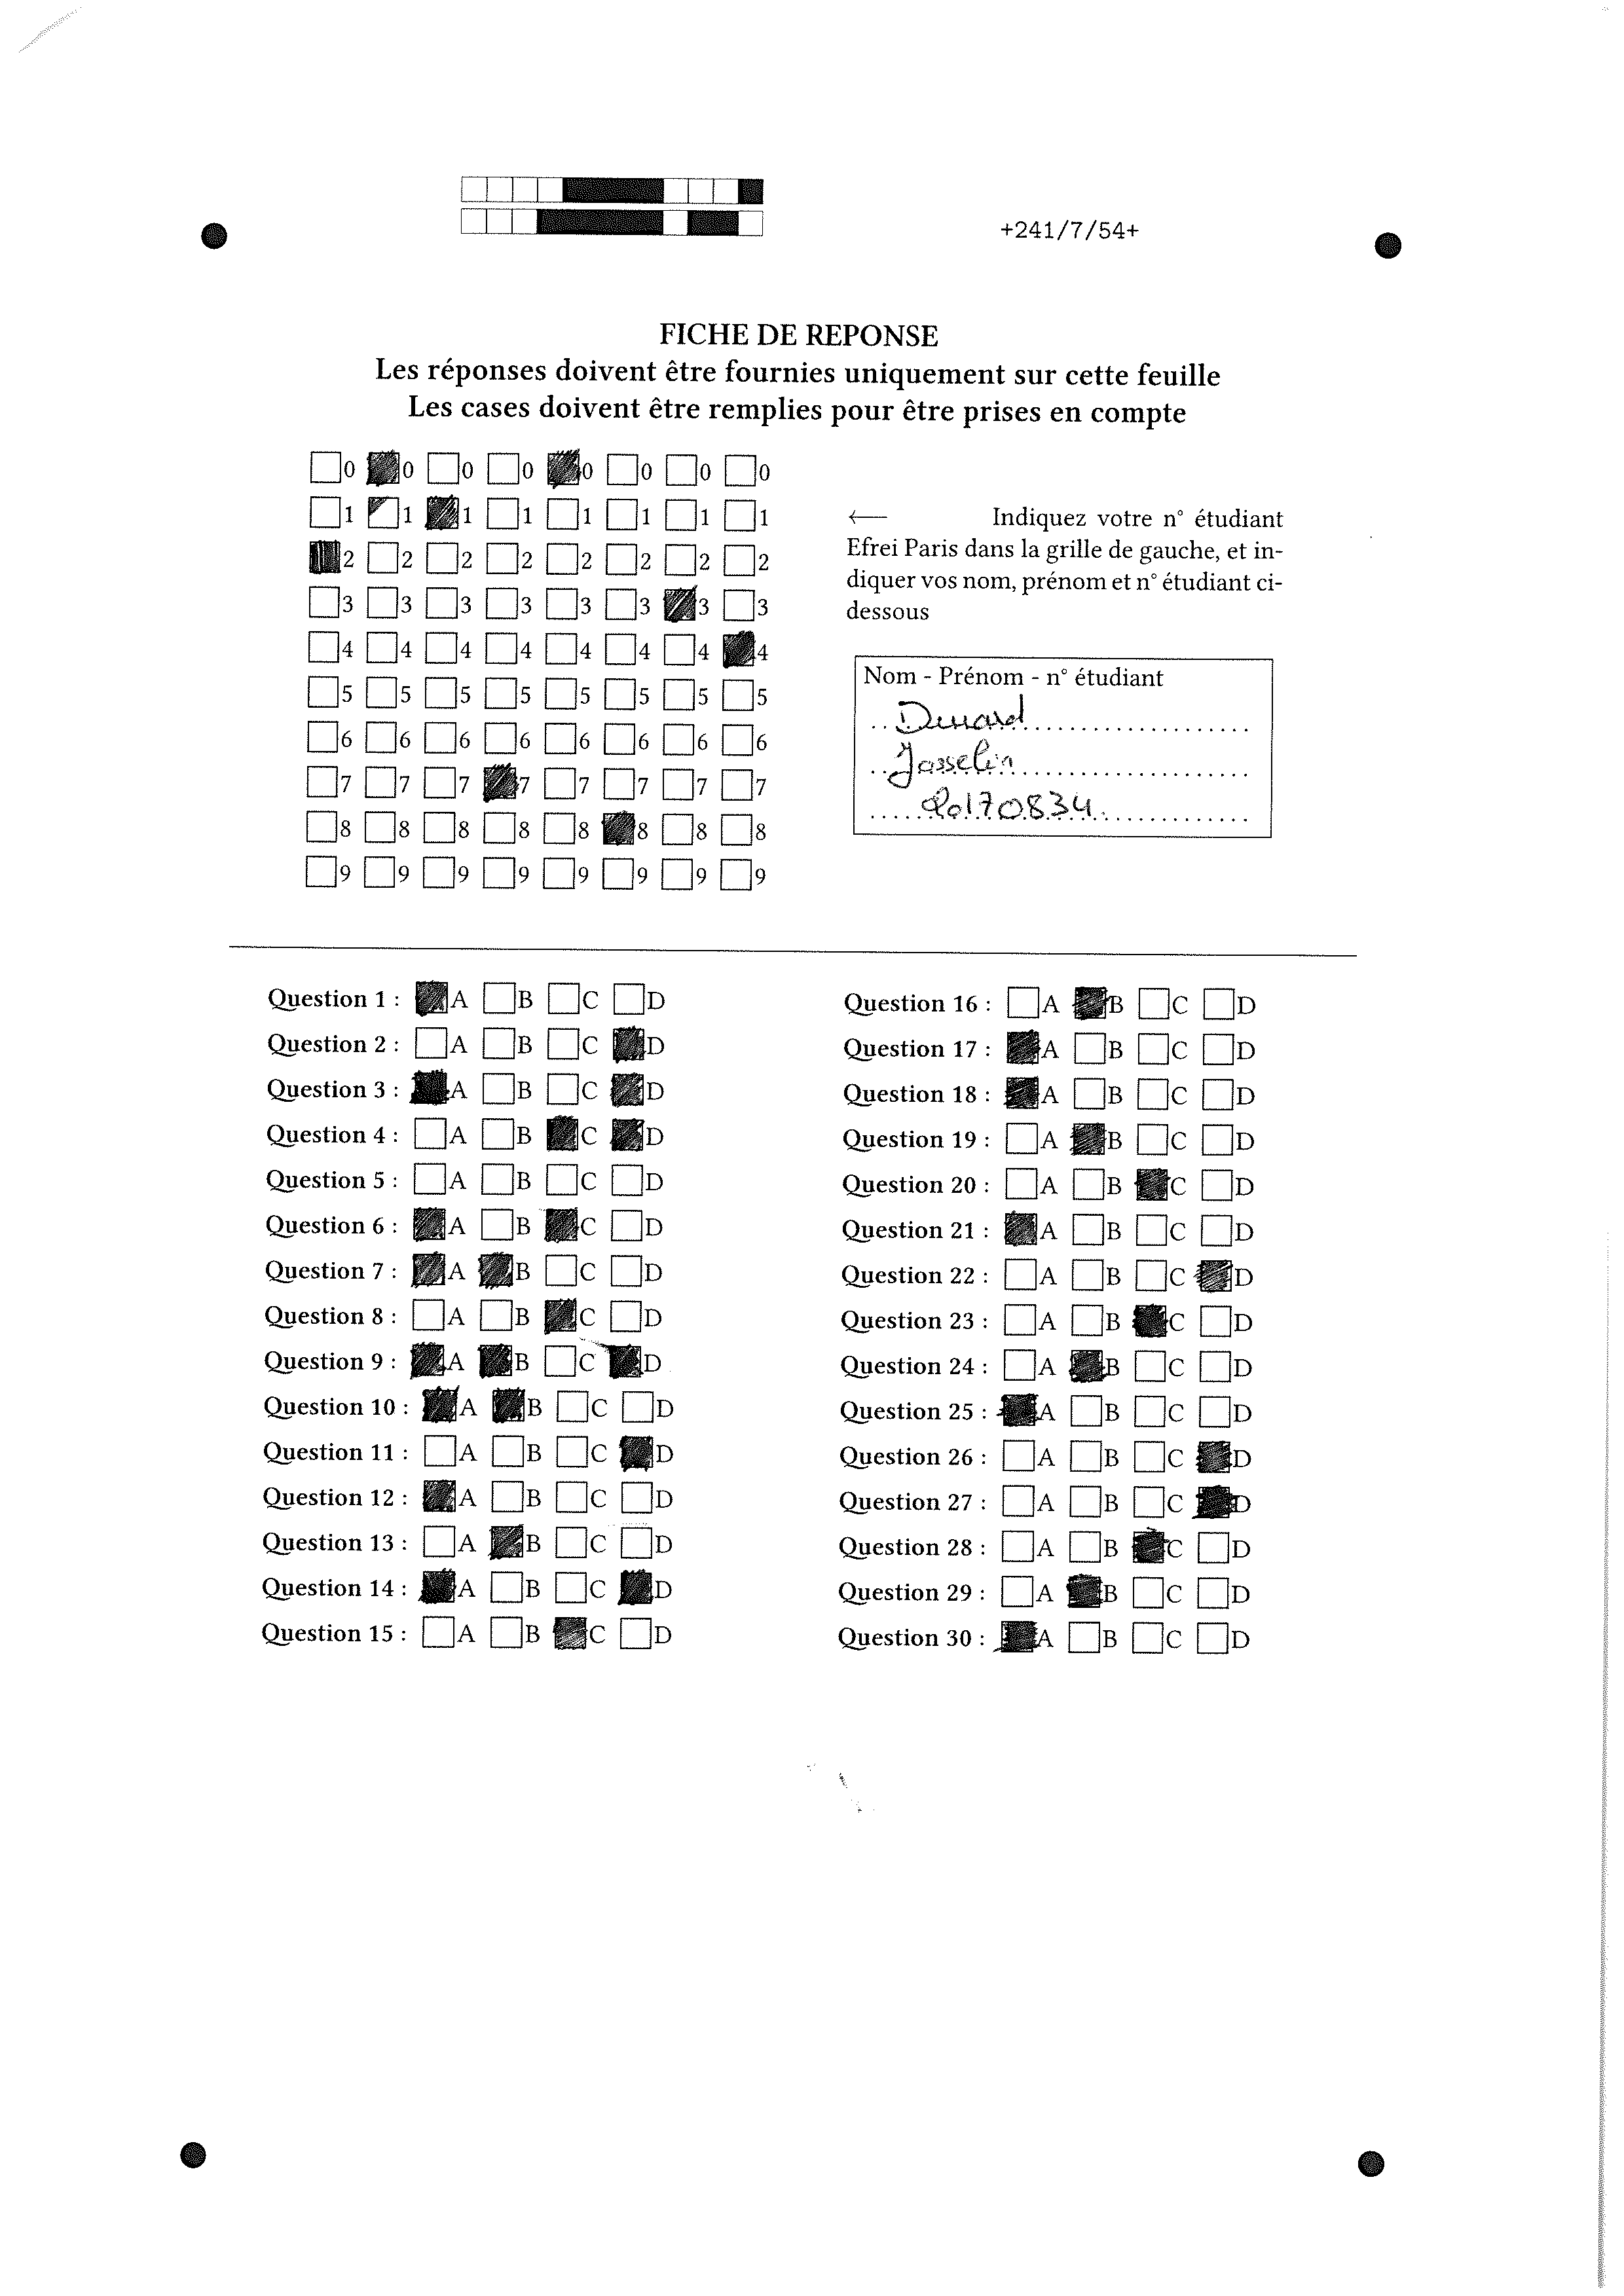 +241/7/54+
FICHE DE REPONSE
Les réponses doivent être fournies uniquement sur cette feuille
Les cases doivent être remplies pour être prises en compte
0 0 0 0 0 0 0 0
1 1 1 1 1 1 1 1
2 2 2 2 2 2 2 2
3 3 3 3 3 3 3 3
4 4 4 4 4 4 4 4
5 5 5 5 5 5 5 5
6 6 6 6 6 6 6 6
7 7 7 7 7 7 7 7
8 8 8 8 8 8 8 8
9 9 9 9 9 9 9 9
← Indiquez votre n° étudiant
Efrei Paris dans la grille de gauche, et in-
diquer vos nom, prénom et n° étudiant ci-
dessous
Nom - Prénom - n° étudiant
Josselin
20170834
Question 1 : A B C D
Question 2 : A B C D
Question 3 : A B C D
Question 4 : A B C D
Question 5 : A B C D
Question 6 : A B C D
Question 7 : A B C D
Question 8 : A B C D
Question 9 : A B C D
Question 10 : A B C D
Question 11 : A B C D
Question 12 : A B C D
Question 13 : A B C D
Question 14 : A B C D
Question 15 : A B C D
Question 16 : A B C D
Question 17 : A B C D
Question 18 : A B C D
Question 19 : A B C D
Question 20 : A B C D
Question 21 : A B C D
Question 22 : A B C D
Question 23 : A B C D
Question 24 : A B C D
Question 25 : A B C D
Question 26 : A B C D
Question 27 : A B C D
Question 28 : A B C D
Question 29 : A B C D
Question 30 : A B C D